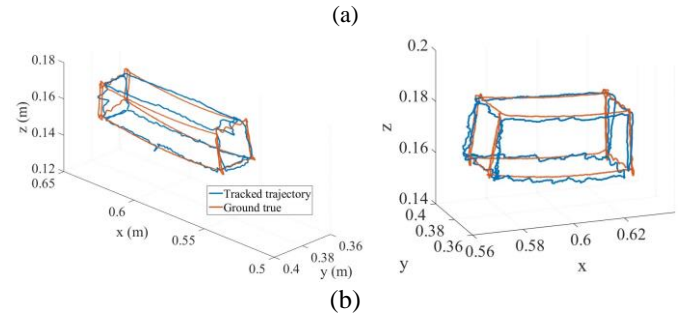 (a)
0.18
0.16
0.14
0.12
0.65
z (m)
0.6
0.55
0.5
x (m)
0.4
0.38
0.36
y (m)
Tracked trajectory
Ground true
0.2
0.18
0.16
0.14
z
0.4
0.38
0.36
y
0.56
0.58
0.6
0.62
x
(b)